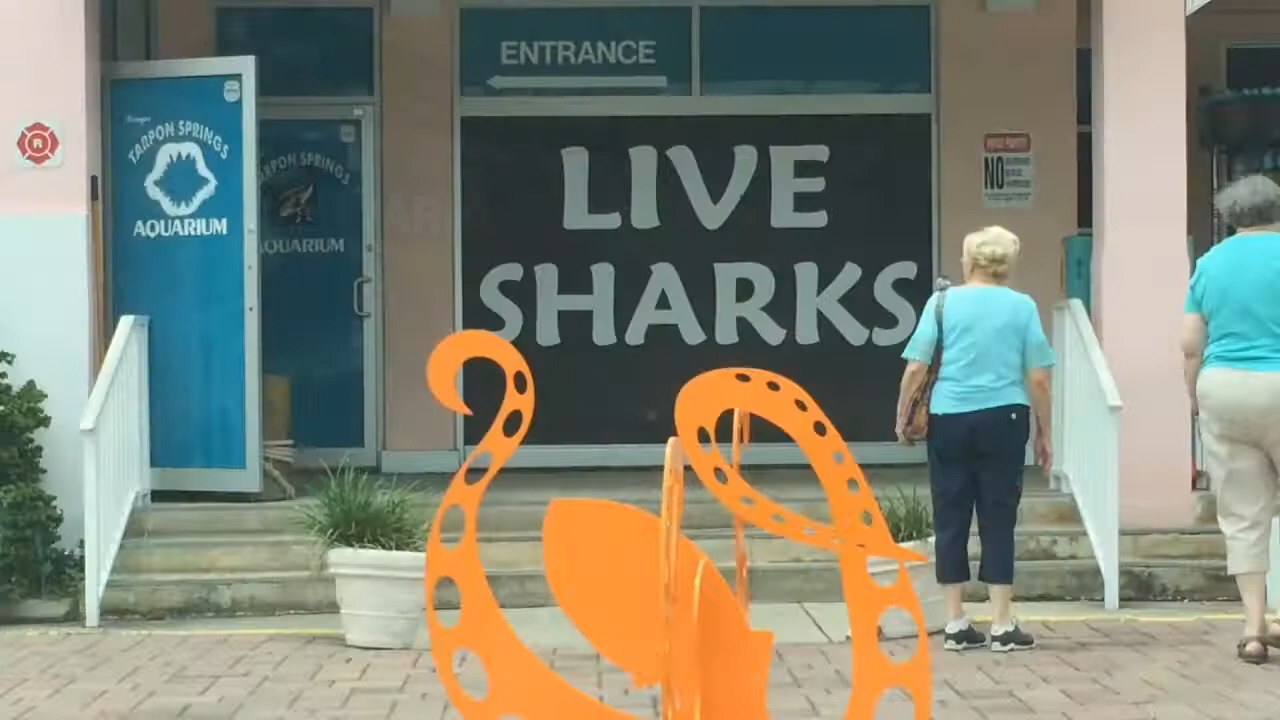 ENTRANCE
TARPON SPRINGS
AQUARIUM
TARPON SPRINGS
AQUARIUM
LIVE
SHARKS
R
NO